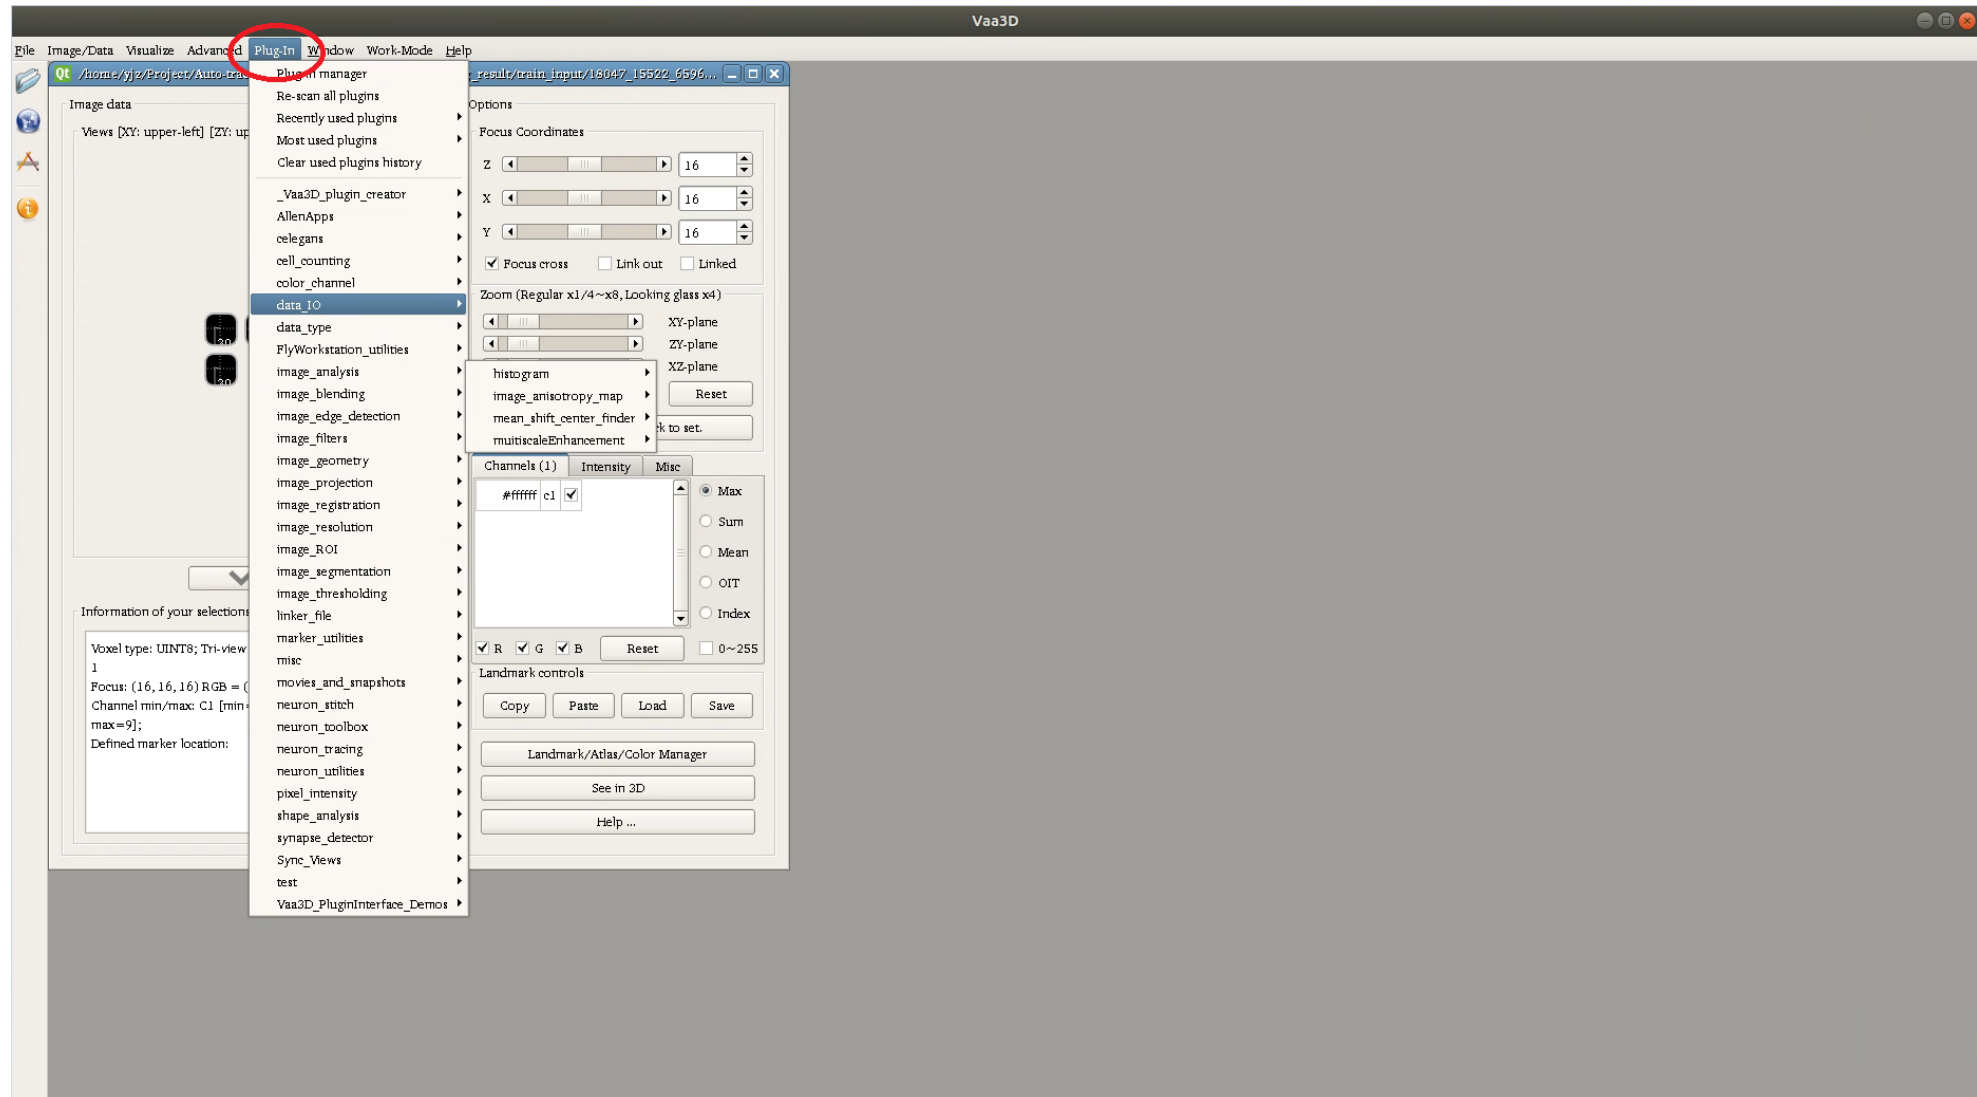 Vaa3D
File Image/Data Visualize Advanced Plug-In Window Work-Mode Help
Qt /home/yjz/Project/Auto-tra
_result/train_input/18047_15522_6596...
Plug-in manager
Re-scan all plugins
Recently used plugins
Most used plugins
Clear used plugins history
_Vaa3D_plugin_creator
AllenApps
celegans
cell_counting
color_channel
data_IO
data_type
FlyWorkstation_utilities
image_analysis
image_blending
image_edge_detection
image_filters
image_geometry
image_projection
image_registration
image_resolution
image_ROI
image_segmentation
image_thresholding
linker_file
marker_utilities
misc
movies_and_snapshots
neuron_stitch
neuron_toolbox
neuron_tracing
neuron_utilities
pixel_intensity
shape_analysis
synapse_detector
Sync_Views
test
Vaa3D_PluginInterface_Demos
histogram
image_anisotropy_map
mean_shift_center_finder
muitiscaleEnhancement
Image data
Views [XY: upper-left] [ZY: up
Information of your selections
Voxel type: UINT8; Tri-view
1
Focus: (16, 16, 16) RGB = (
Channel min/max: C1 [min=
max=9];
Defined marker location:
Options
Focus Coordinates
Z 16
X 16
Y 16
Focus cross Link out Linked
Zoom (Regular x1/4~x8, Looking glass x4)
XY-plane
ZY-plane
XZ-plane
Reset
k to set.
Channels (1) Intensity Misc
#ffffff c1
Max
Sum
Mean
OIT
Index
R G B Reset 0~255
Landmark controls
Copy Paste Load Save
Landmark/Atlas/Color Manager
See in 3D
Help ...